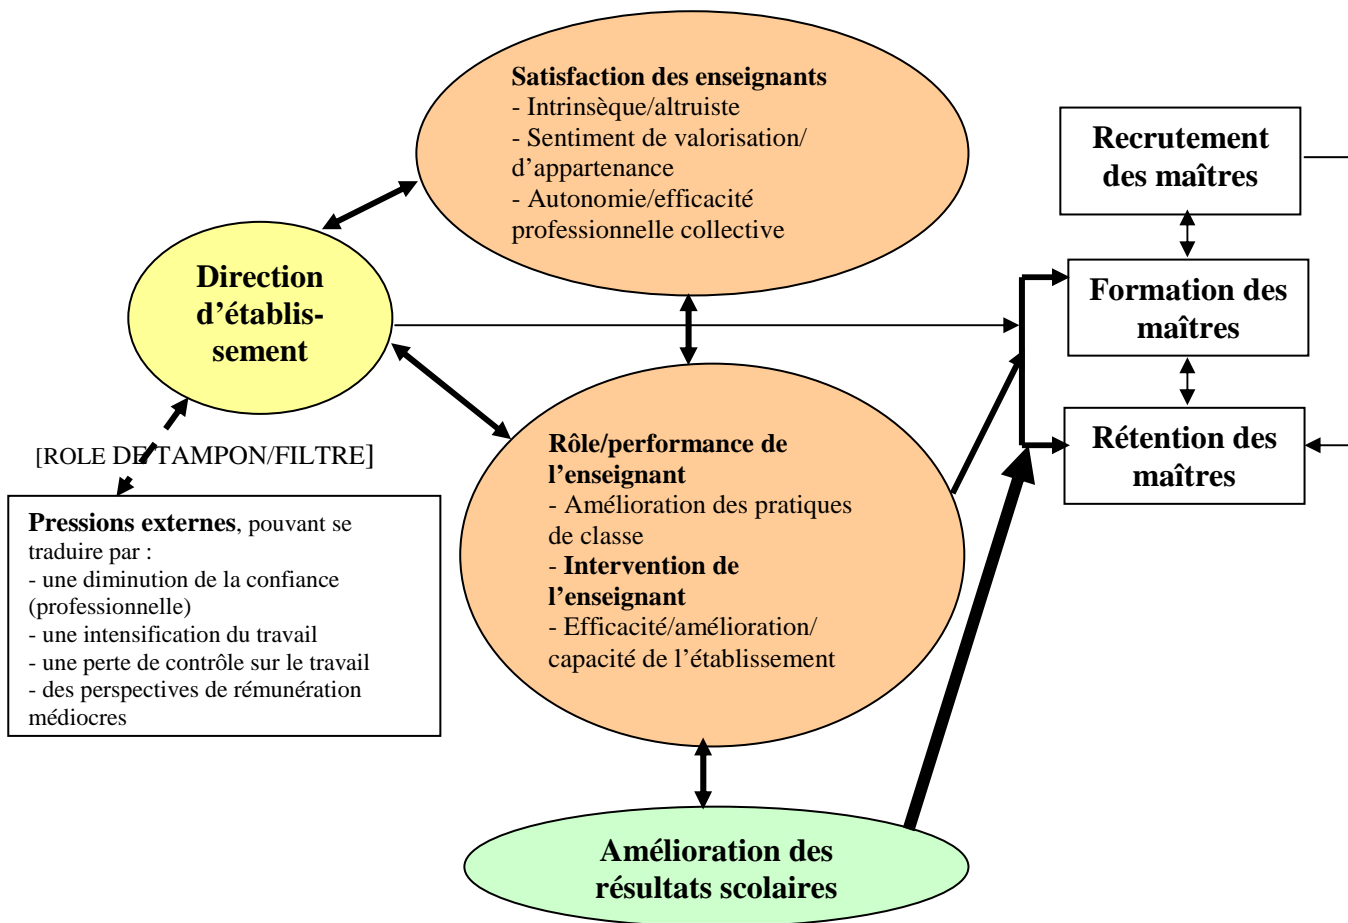 Satisfaction des enseignants
- Intrinsèque/altruiste
- Sentiment de valorisation/
d’appartenance
- Autonomie/efficacité
professionnelle collective
Recrutement
des maîtres
Direction
d’établis-
sement
Formation des
maîtres
Rétention des
maîtres
[ROLE DE TAMPON/FILTRE]
Pressions externes, pouvant se
traduire par :
- une diminution de la confiance
(professionnelle)
- une intensification du travail
- une perte de contrôle sur le travail
- des perspectives de rémunération
médiocres
Rôle/performance de
l’enseignant
- Amélioration des pratiques
de classe
- Intervention de
l’enseignant
- Efficacité/amélioration/
capacité de l’établissement
Amélioration des
résultats scolaires